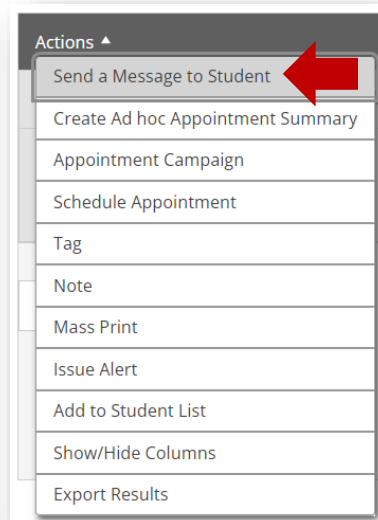 Actions ▲
Send a Message to Student
Create Ad hoc Appointment Summary
Appointment Campaign
Schedule Appointment
Tag
Note
Mass Print
Issue Alert
Add to Student List
Show/Hide Columns
Export Results